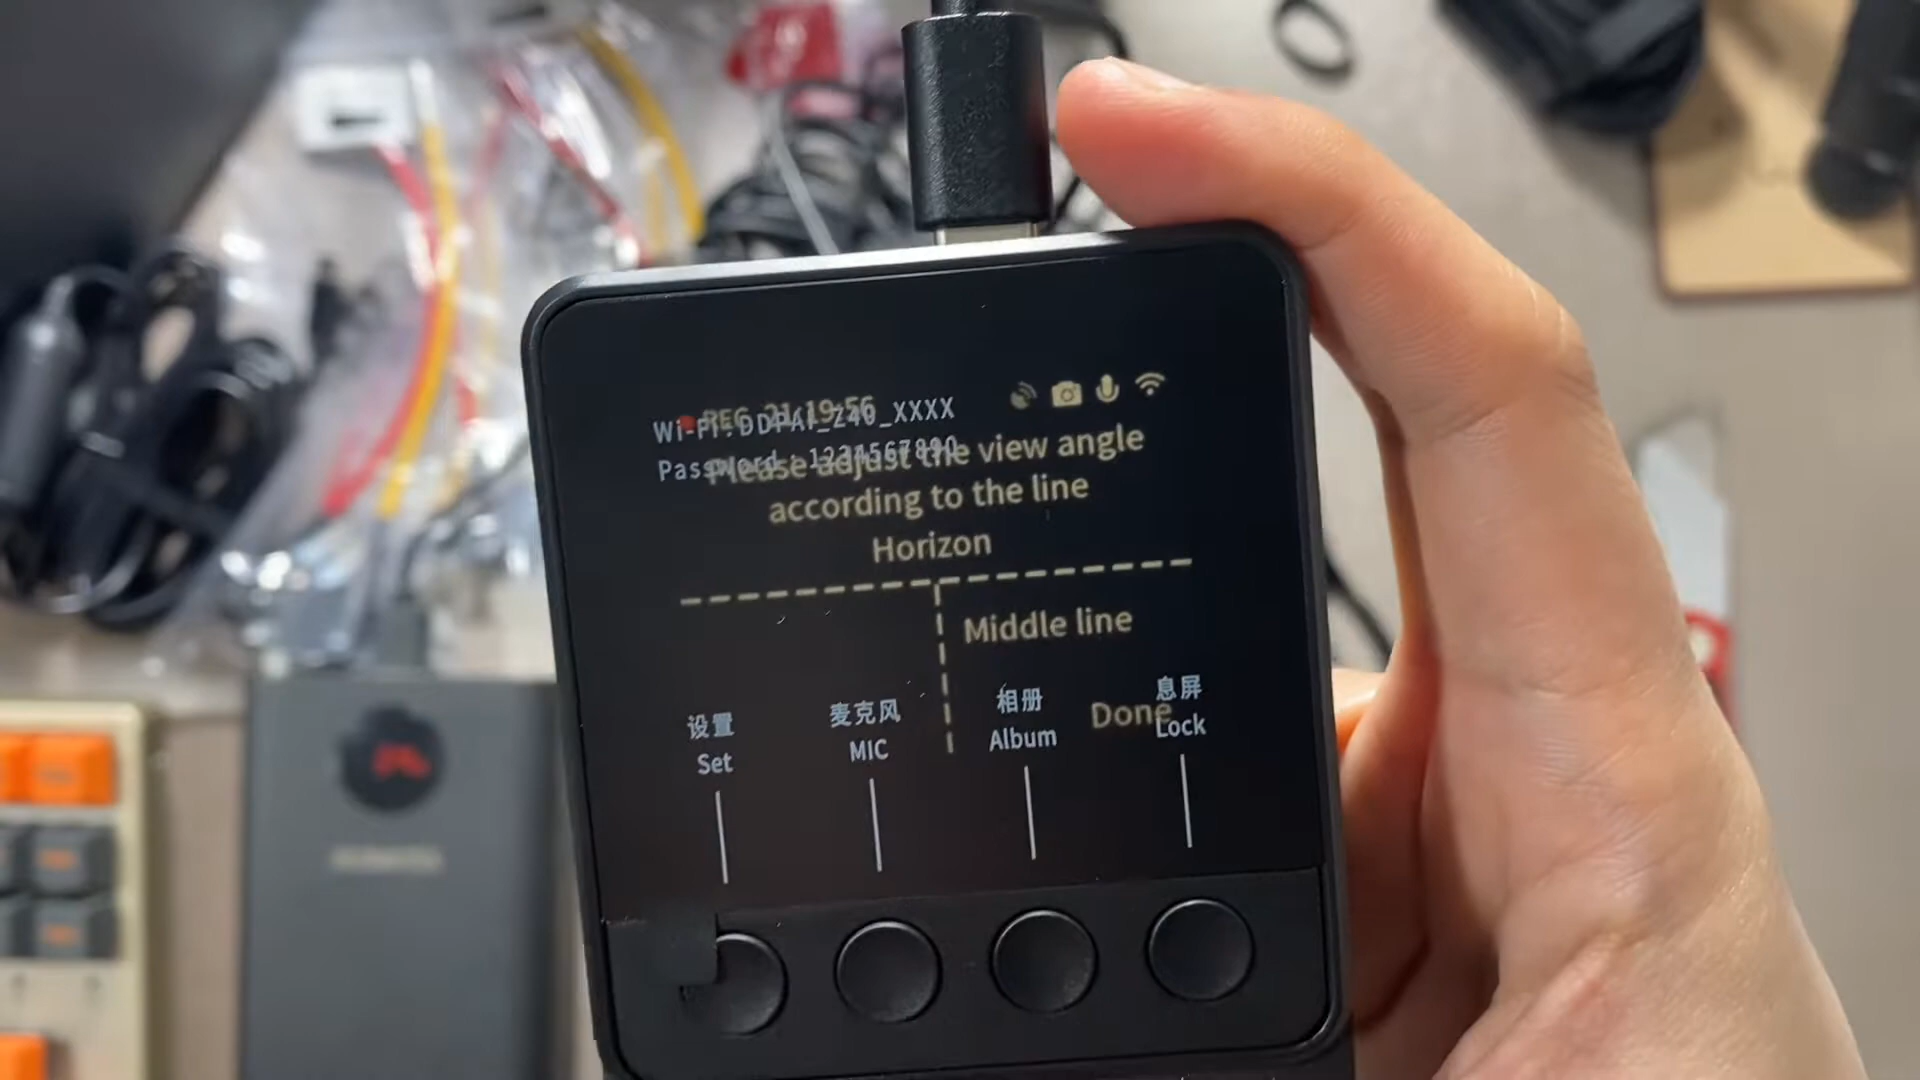 REC 21:19:56
Wi-Fi:DDPAI_Z40_XXXX
Password: 1234567890
Please adjust the view angle
according to the line
Horizon
Middle line
Done
设置
Set
麦克风
MIC
相册
Album
息屏
Lock